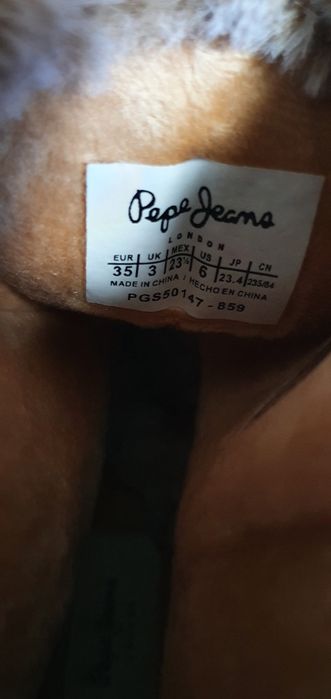 Pepe Jeans
LONDON
EUR UK MEX US JP CN
35 3 23½ 6 23.4 235/84
MADE IN CHINA / HECHO EN CHINA
PGS50147-859